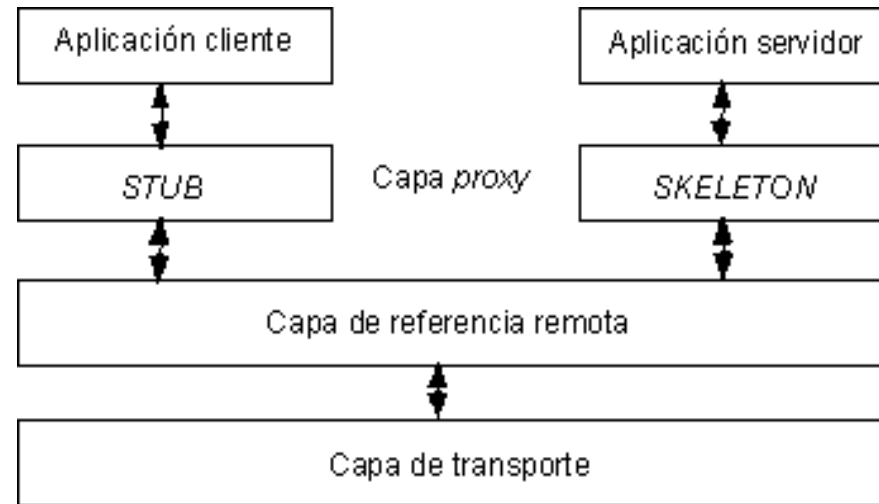 Aplicación cliente
Aplicación servidor
STUB
Capa proxy
SKELETON
Capa de referencia remota
Capa de transporte